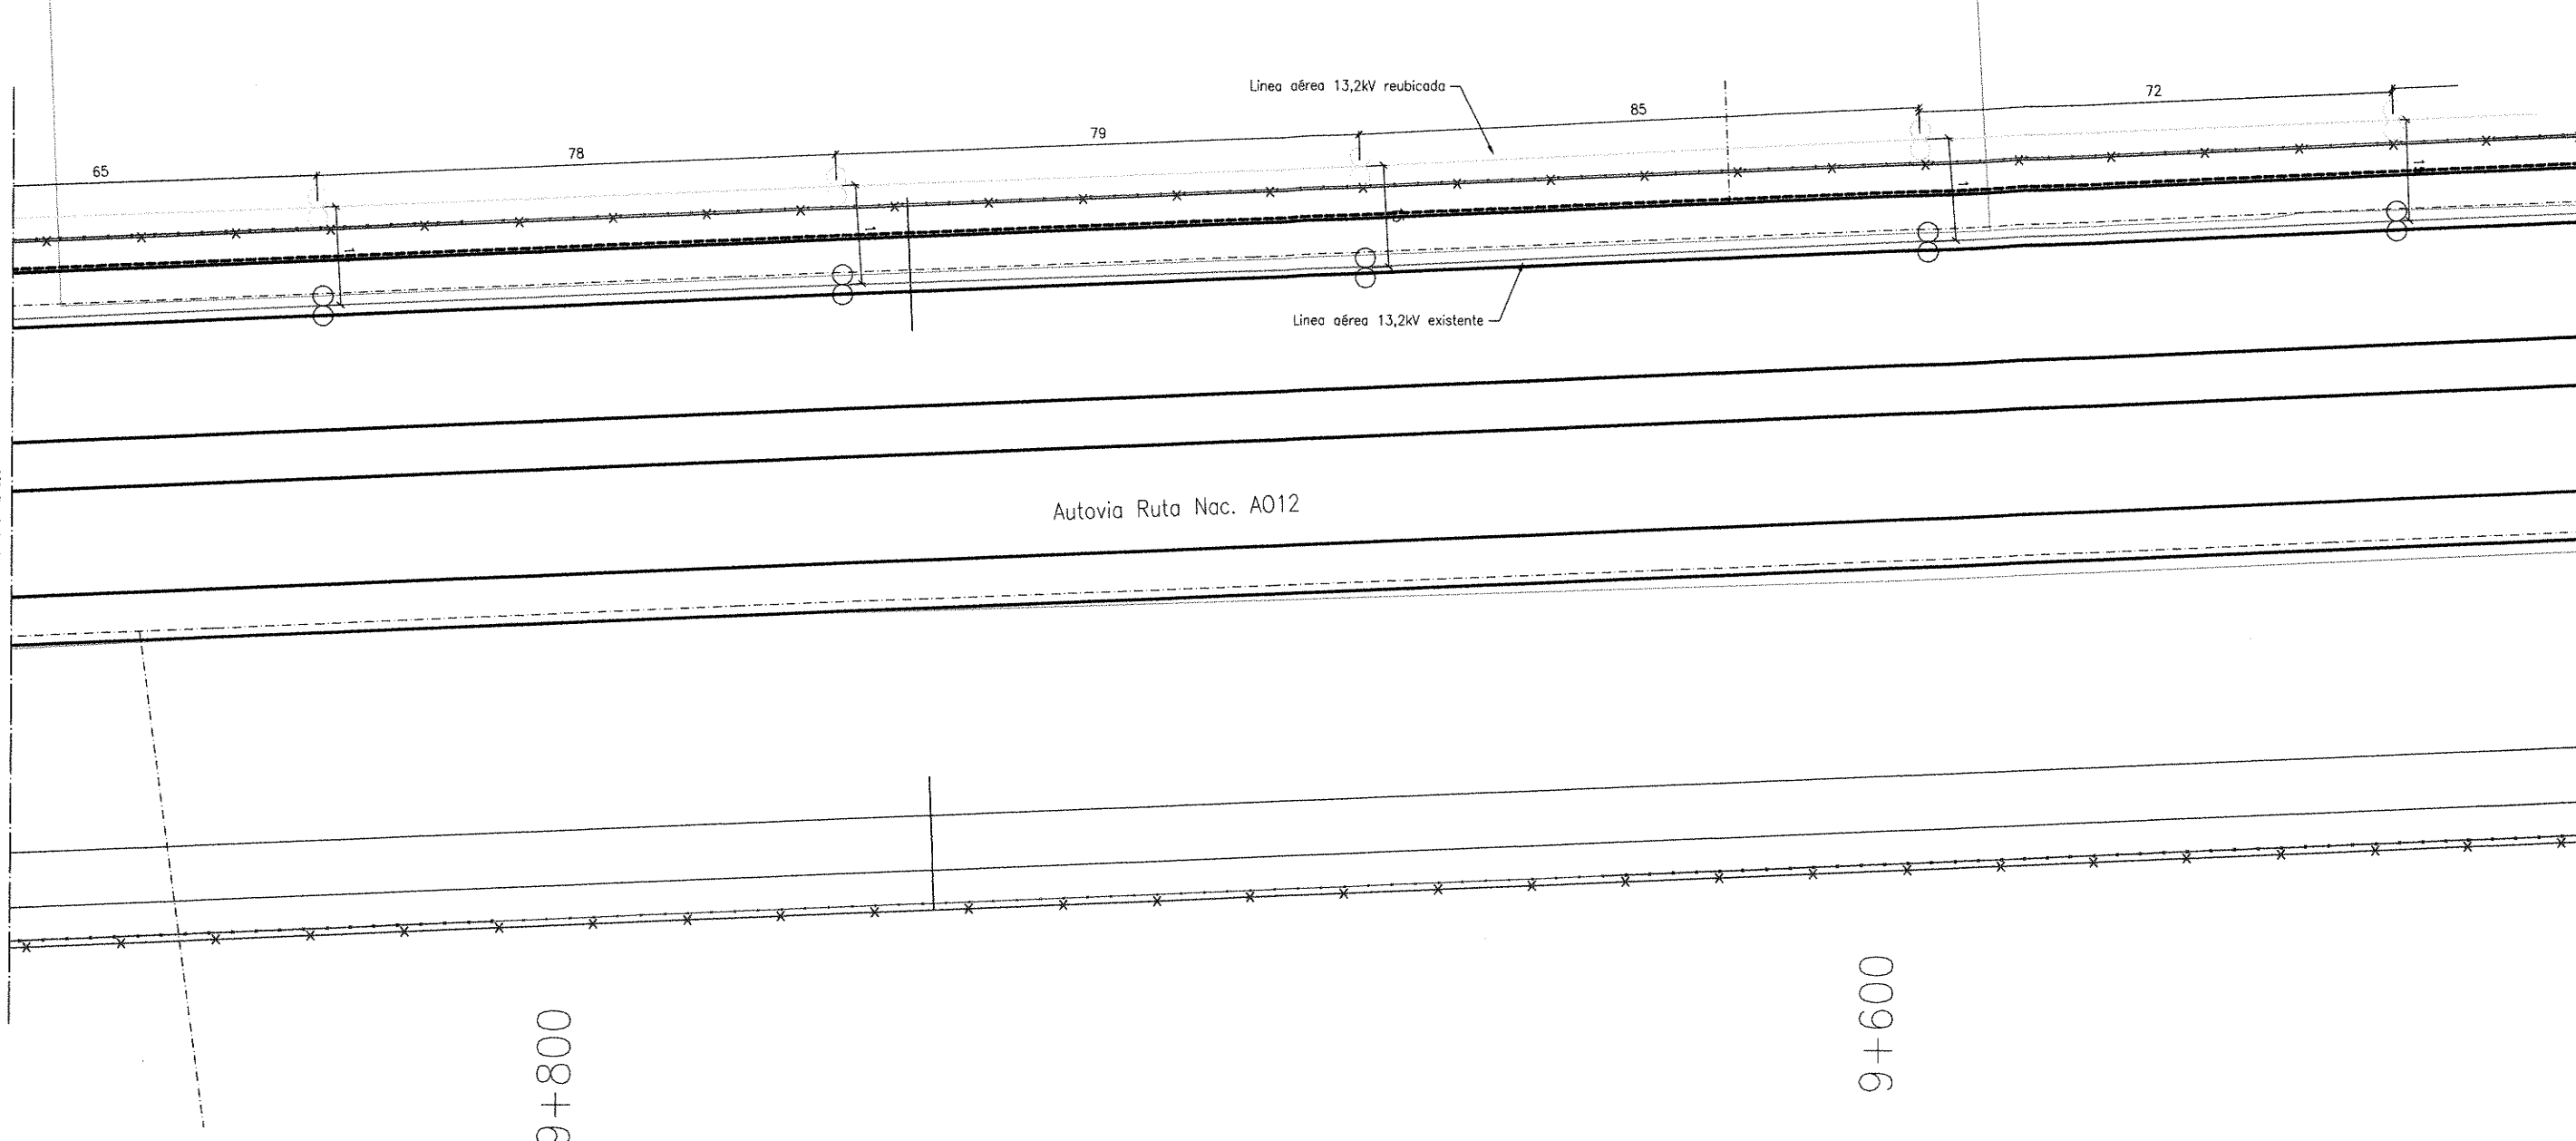 Linea aérea 13,2kV reubicada
72
85
79
78
65
Linea aérea 13,2kV existente
Autovia Ruta Nac. A012
9+600
9+800